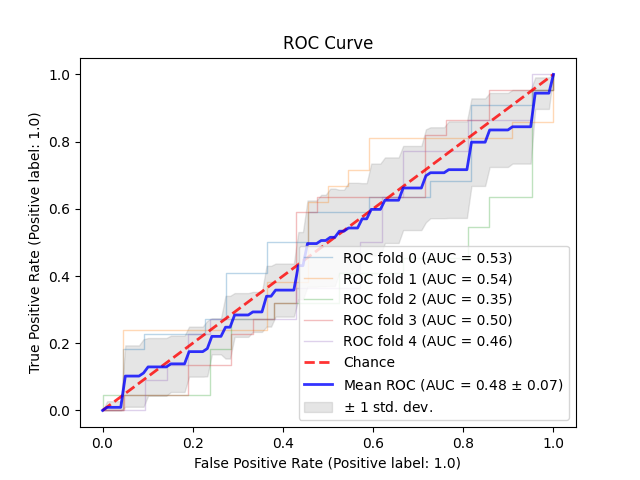 ROC Curve
True Positive Rate (Positive label: 1.0)
1.0
0.8
0.6
0.4
0.2
0.0
ROC fold 0 (AUC = 0.53)
ROC fold 1 (AUC = 0.54)
ROC fold 2 (AUC = 0.35)
ROC fold 3 (AUC = 0.50)
ROC fold 4 (AUC = 0.46)
Chance
Mean ROC (AUC = 0.48 ± 0.07)
± 1 std. dev.
0.0 0.2 0.4 0.6 0.8 1.0
False Positive Rate (Positive label: 1.0)